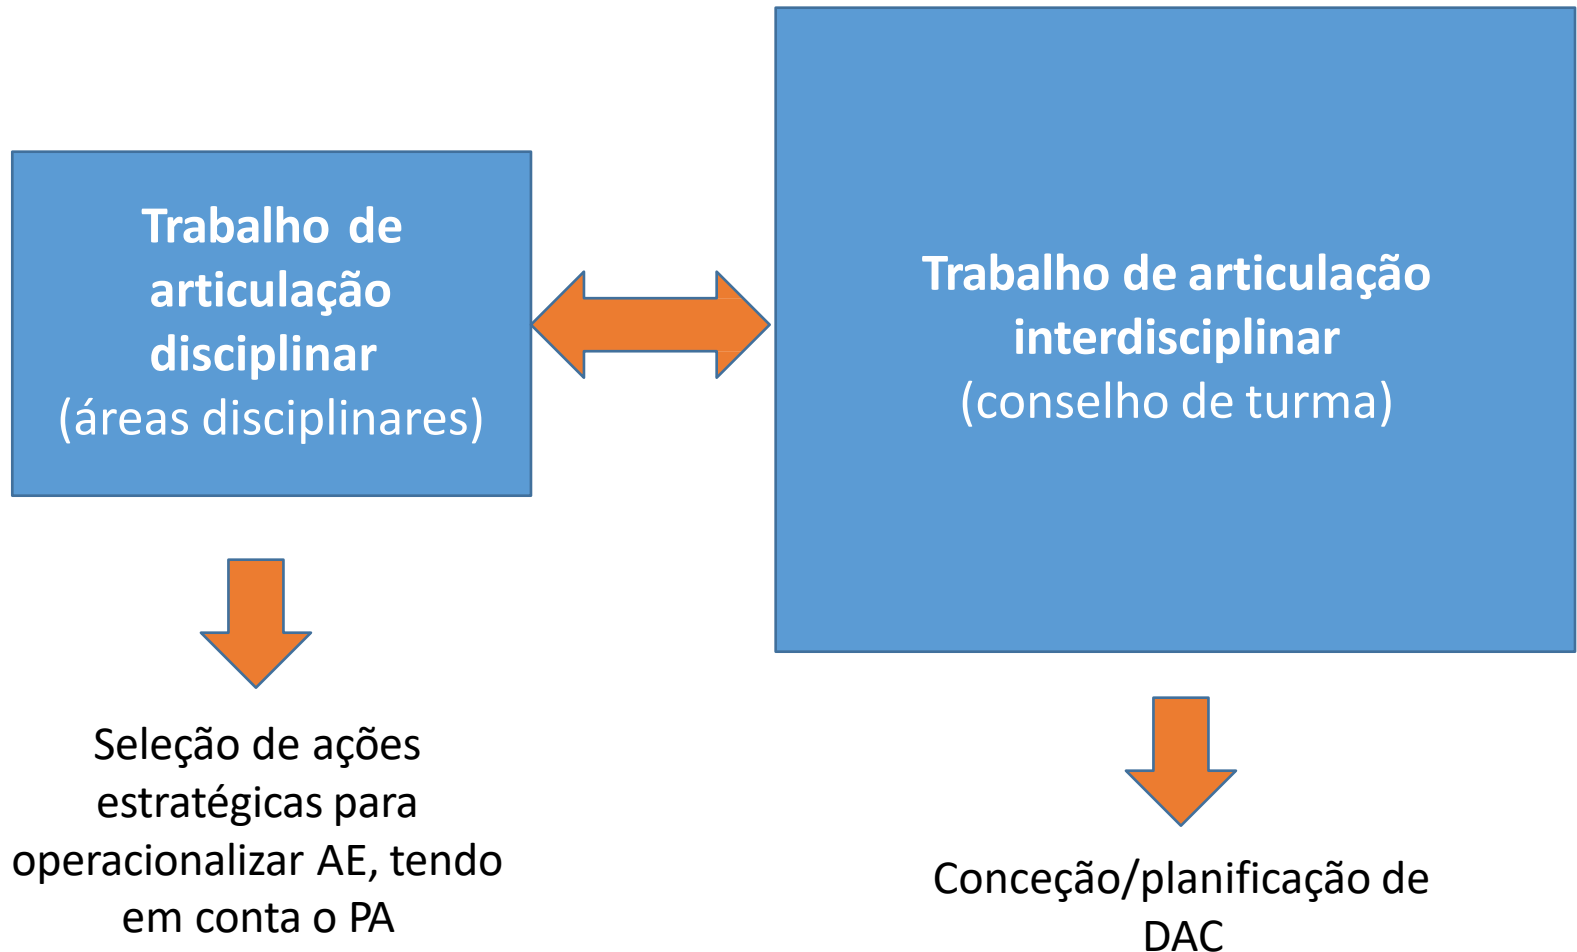 Trabalho de
articulação
disciplinar
(áreas disciplinares)
Trabalho de articulação
interdisciplinar
(conselho de turma)
Seleção de ações
estratégicas para
operacionalizar AE, tendo
em conta o PA
Conceção/planificação de
DAC